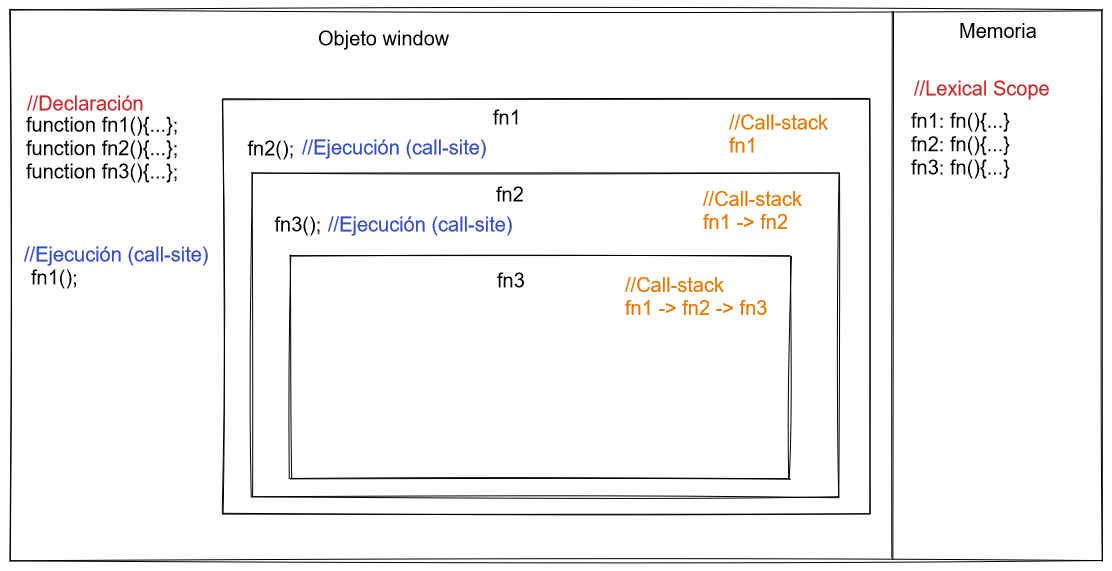 Objeto window
//Declaración
function fn1(){...};
function fn2(){...};
function fn3(){...};
//Ejecución (call-site)
fn1();
fn1
fn2(); //Ejecución (call-site)
//Call-stack
fn1
fn2
fn3(); //Ejecución (call-site)
//Call-stack
fn1 -> fn2
fn3
//Call-stack
fn1 -> fn2 -> fn3
Memoria
//Lexical Scope
fn1: fn(){...}
fn2: fn(){...}
fn3: fn(){...}